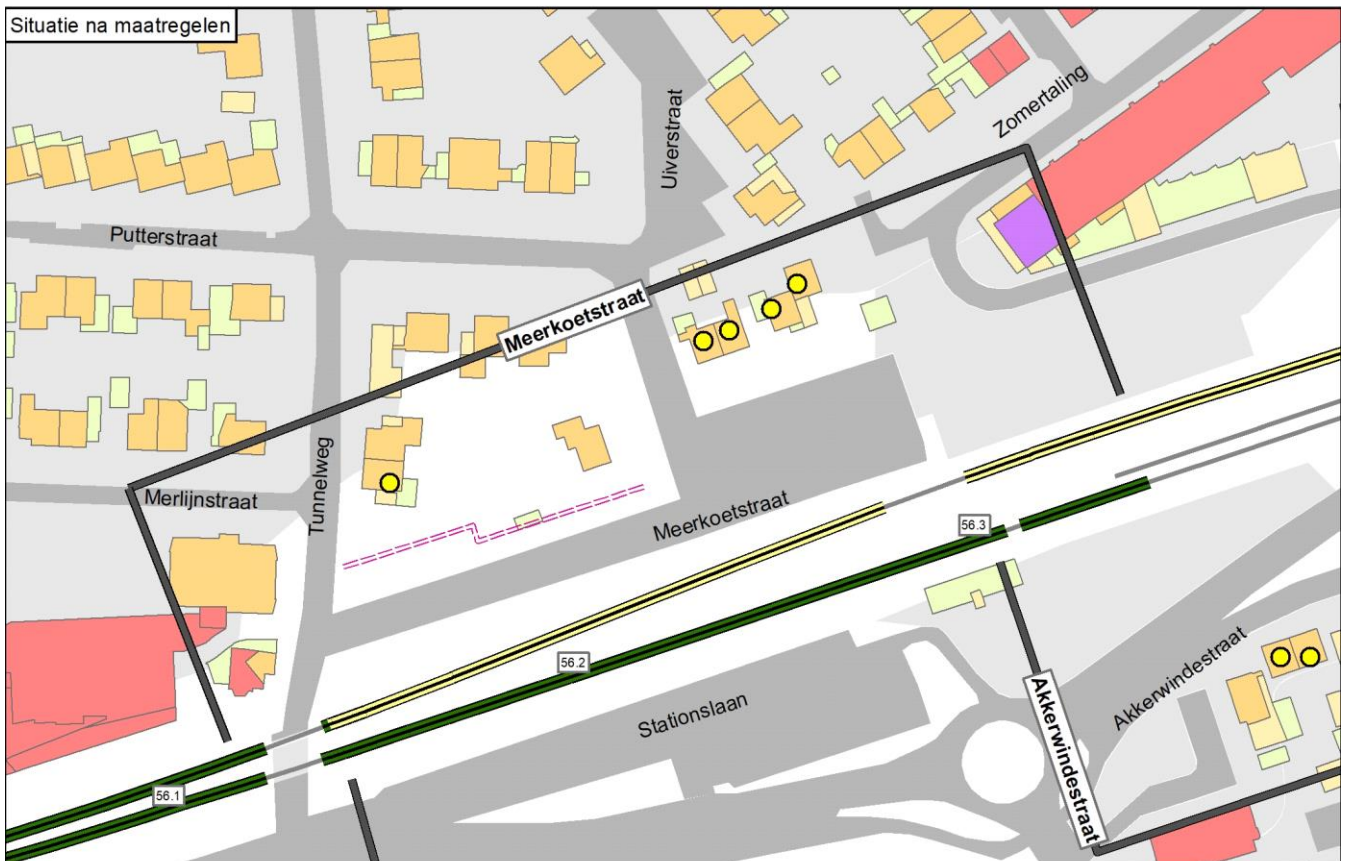 Situatie na maatregelen
Zomertaling
Uiverstraat
Putterstraat
Meerkoetstraat
Merlijnstraat
Tunnelweg
Meerkoetstraat
56.3
56.2
Stationslaan
Akkerwindestraat
Akkerwindestraat
56.1